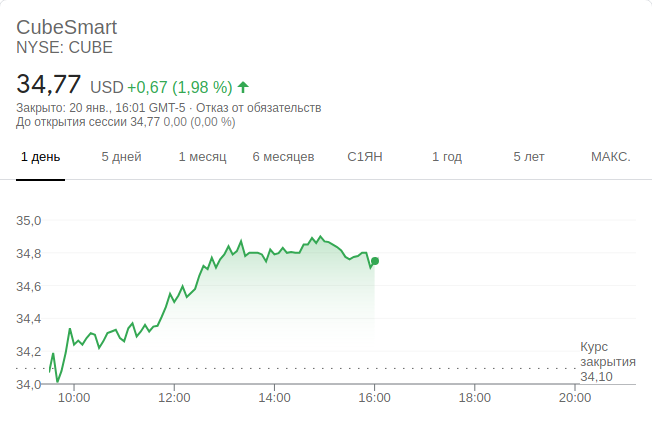 CubeSmart
NYSE: CUBE
34,77 USD +0,67 (1,98 %)
Закрыто: 20 янв., 16:01 GMT-5 · Отказ от обязательств
До открытия сессии 34,77 0,00 (0,00 %)
1 день 5 дней 1 месяц 6 месяцев С1ЯН 1 год 5 лет МАКС.
35,0
34,8
34,6
34,4
34,2
34,0
Курс
закрытия
34,10
10:00 12:00 14:00 16:00 18:00 20:00